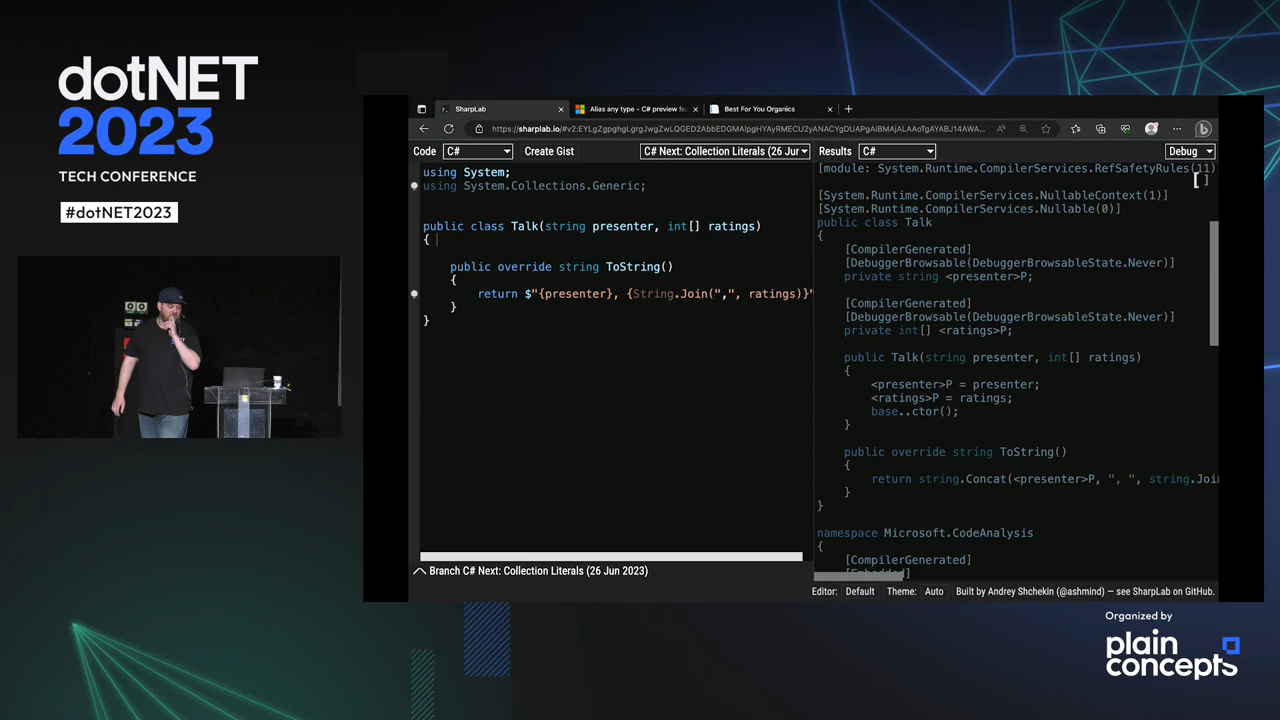 dotNET
2023
TECH CONFERENCE
#dotNET2023
SharpLab
Alias any type - C# preview fe
Best For You Organics
https://sharplab.io/#v2:EYLgZgpghgLgrgJwgZwLQGED2AbbEDGMAlpgHYAyRMECU2yANACYgDUAPgAIBMAjALAAoTgAYABJ14AWA...
Code
C#
Create Gist
C# Next: Collection Literals (26 Jur
Results
C#
Debug
using System;
using System.Collections.Generic;
public class Talk(string presenter, int[] ratings)
{
public override string ToString()
{
return $"{presenter}, {String.Join(",", ratings)}"
}
}
Branch C# Next: Collection Literals (26 Jun 2023)
[module: System.Runtime.CompilerServices.RefSafetyRules(11)
[System.Runtime.CompilerServices.NullableContext(1)]
[System.Runtime.CompilerServices.Nullable(0)]
public class Talk
{
[CompilerGenerated]
[DebuggerBrowsable(DebuggerBrowsableState.Never)]
private string <presenter>P;
[CompilerGenerated]
[DebuggerBrowsable(DebuggerBrowsableState.Never)]
private int[] <ratings>P;
public Talk(string presenter, int[] ratings)
{
<presenter>P = presenter;
<ratings>P = ratings;
base..ctor();
}
public override string ToString()
{
return string.Concat(<presenter>P, ", ", string.Join
}
}
namespace Microsoft.CodeAnalysis
{
[CompilerGenerated]
[Embedded]
Editor: Default Theme: Auto Built by Andrey Shchekin (@ashmind) — see SharpLab on GitHub.
Organized by
plain
concepts